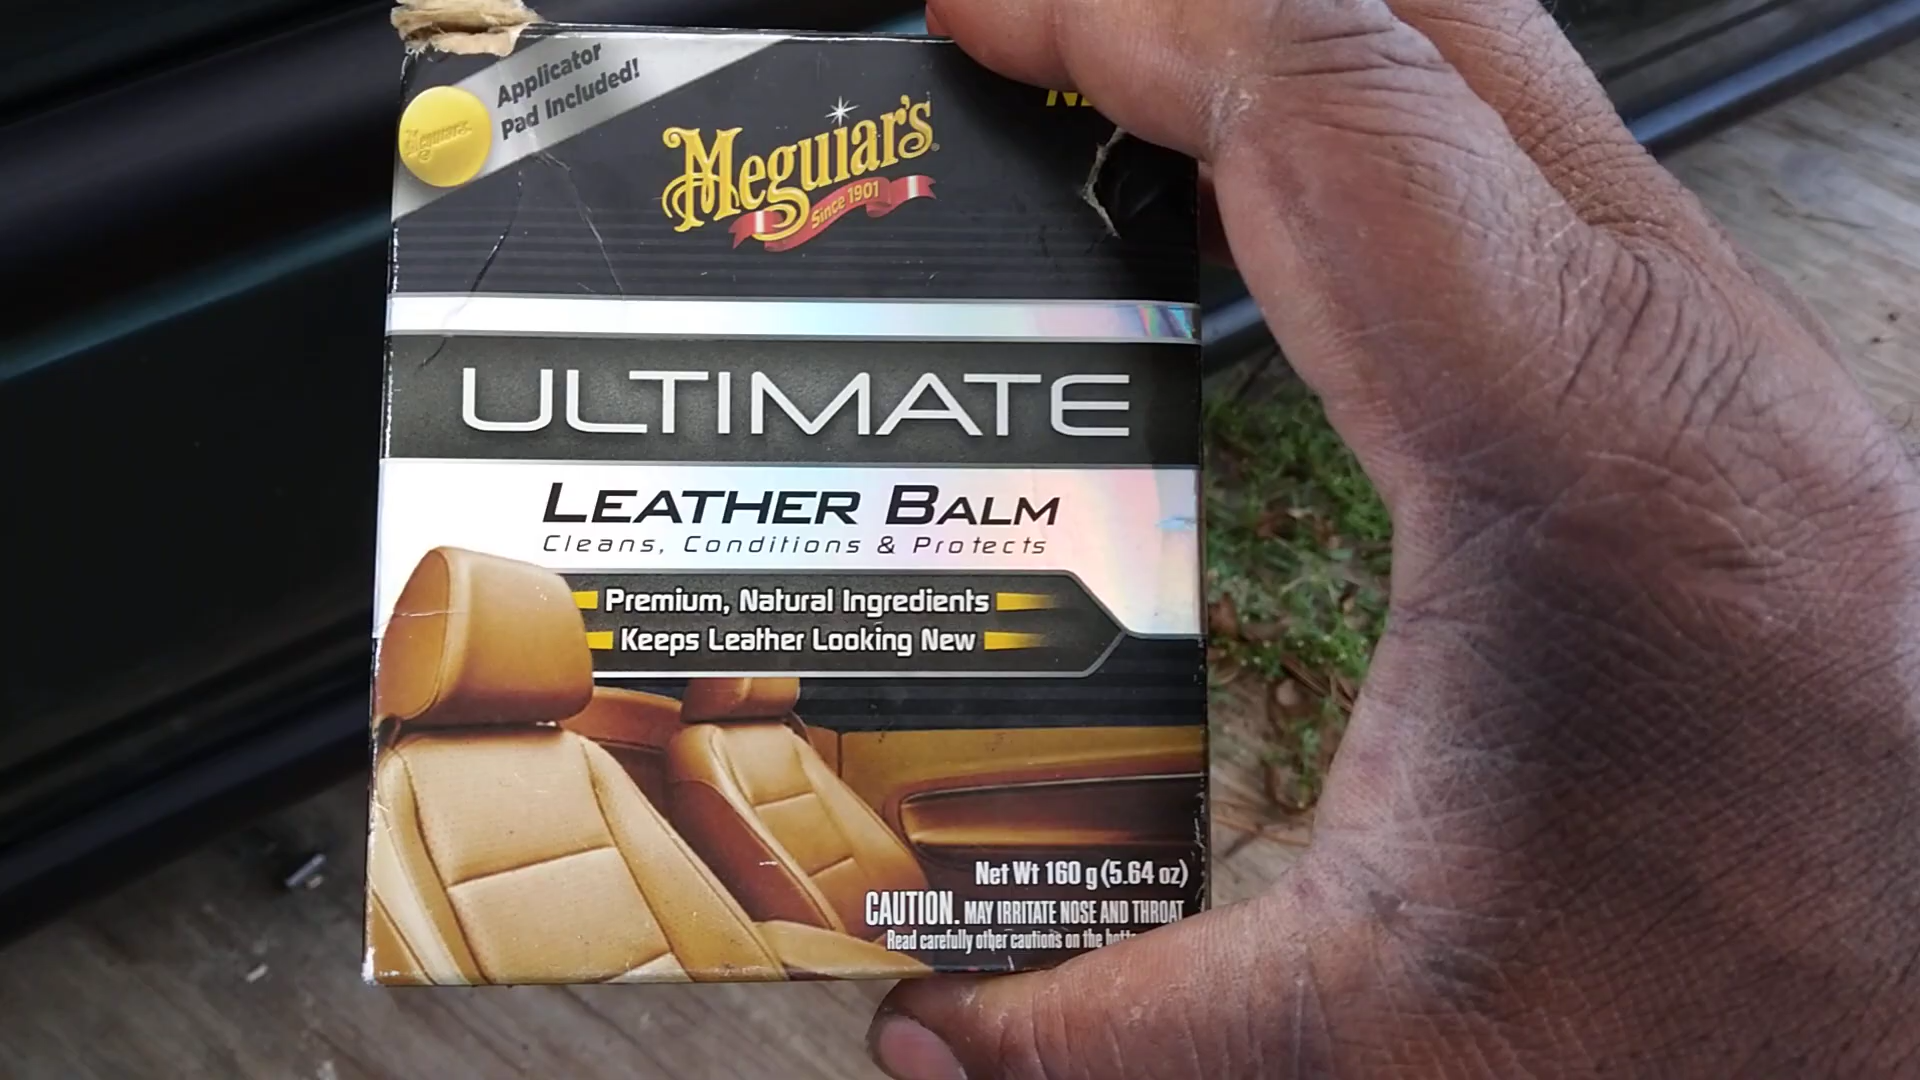 Applicator
Pad Included!
Meguiar's
Meguiar's
Since 1901
ULTIMATE
LEATHER BALM
Cleans, Conditions & Protects
Premium, Natural Ingredients
Keeps Leather Looking New
Net Wt 160 g (5.64 oz)
CAUTION. MAY IRRITATE NOSE AND THROAT
Read carefully other cautions on the